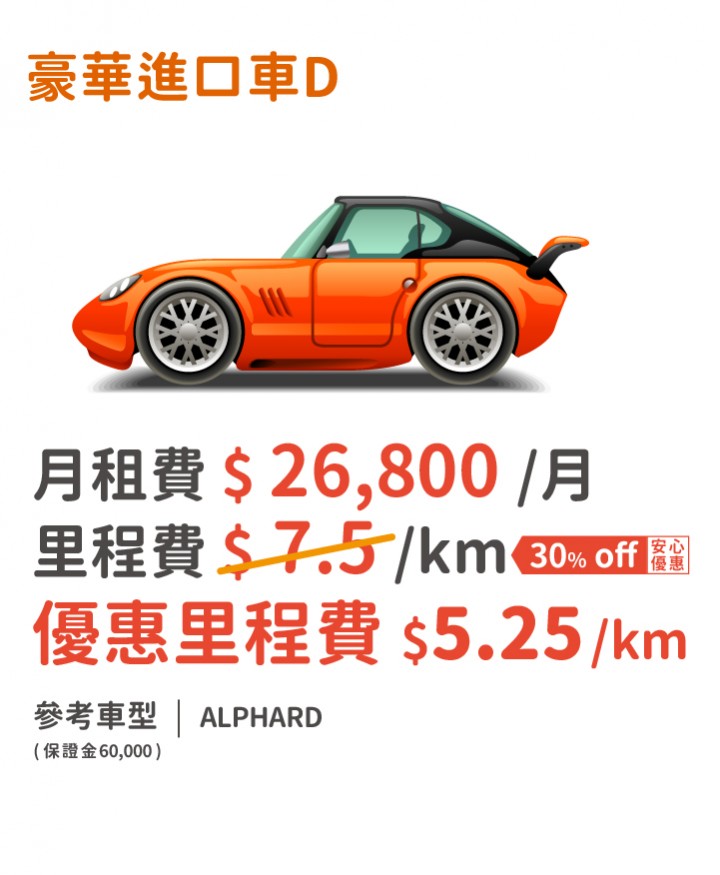 豪華進口車D
月租費 $ 26,800 /月
里程費 $ 7.5 /km 30% off 安心優惠
優惠里程費 $5.25/km
參考車型 | ALPHARD
(保證金60,000)